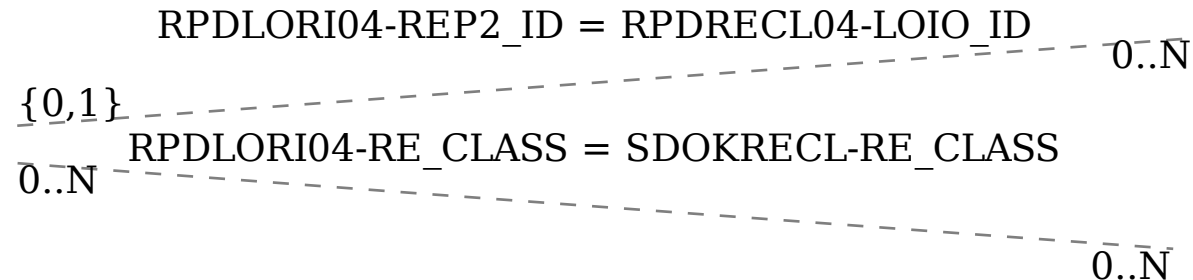 RPDLORI04-REP2_ID = RPDRECL04-LOIO_ID
0..N
{0,1}
RPDLORI04-RE_CLASS = SDOKRECL-RE_CLASS
0..N
0..N